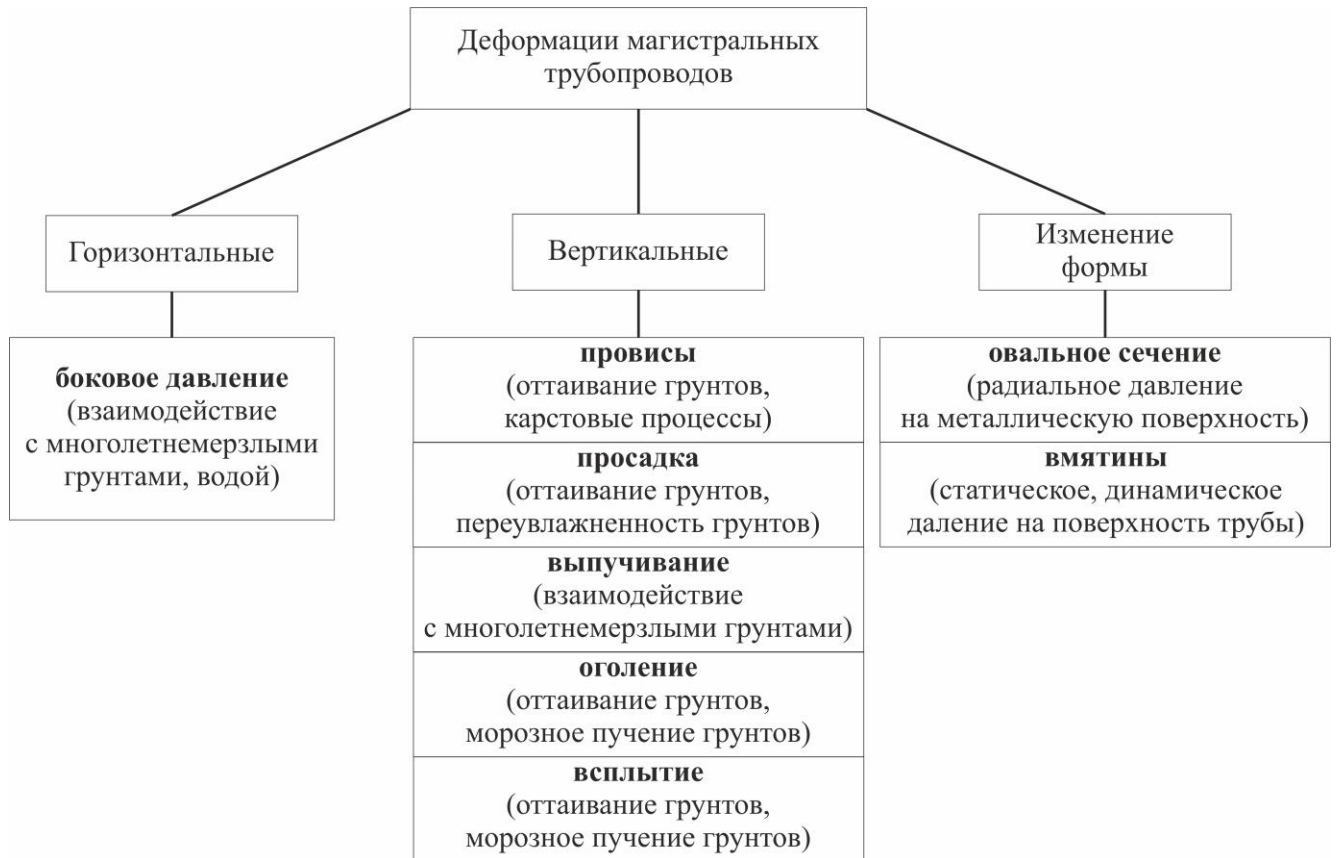 Деформации магистральных
трубопроводов
Горизонтальные
Вертикальные
Изменение
формы
боковое давление
(взаимодействие
с многолетнемерзлыми
грунтами, водой)
провисы
(оттаивание грунтов,
карстовые процессы)
просадка
(оттаивание грунтов,
переувлажненность грунтов)
выпучивание
(взаимодействие
с многолетнемерзлыми грунтами)
оголение
(оттаивание грунтов,
морозное пучение грунтов)
всплытие
(оттаивание грунтов,
морозное пучение грунтов)
овальное сечение
(радиальное давление
на металлическую поверхность)
вмятины
(статическое, динамическое
даление на поверхность трубы)